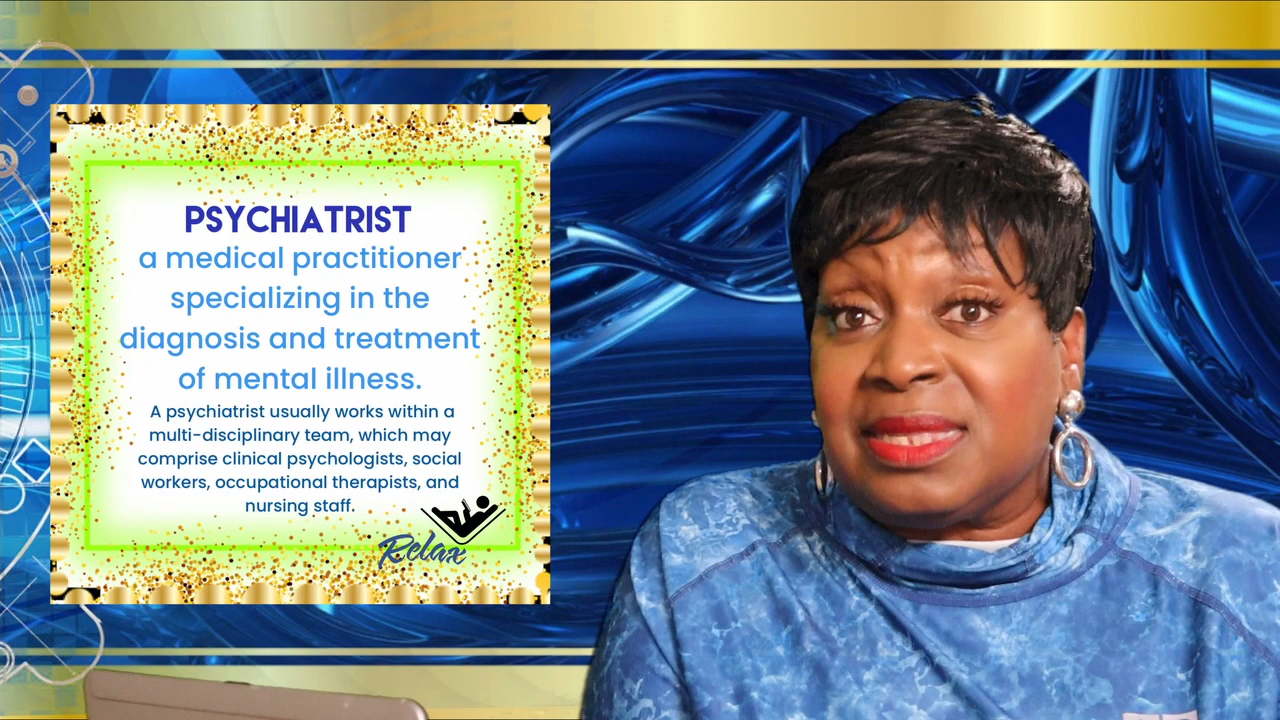 PSYCHIATRIST
a medical practitioner
specializing in the
diagnosis and treatment
of mental illness.
A psychiatrist usually works within a
multi-disciplinary team, which may
comprise clinical psychologists, social
workers, occupational therapists, and
nursing staff.
Relax